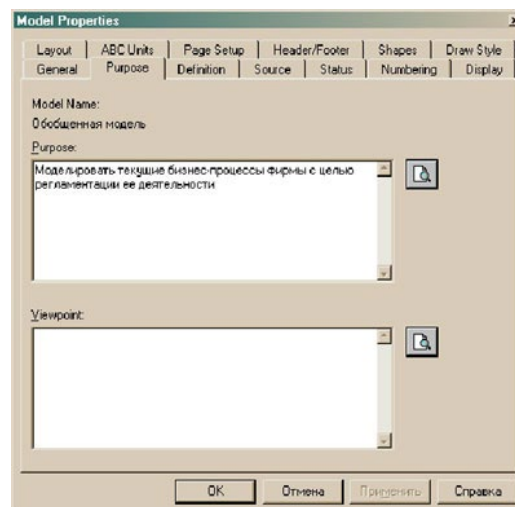 Model Properties
Layout ABC Units Page Setup Header/Footer Shapes Draw Style
General Purpose Definition Source Status Numbering Display
Model Name:
Обобщенная модель
Purpose:
Моделировать текущие бизнес-процессы фирмы с целью
регламентации ее деятельности
Viewpoint:
OK Отмена Применить Справка